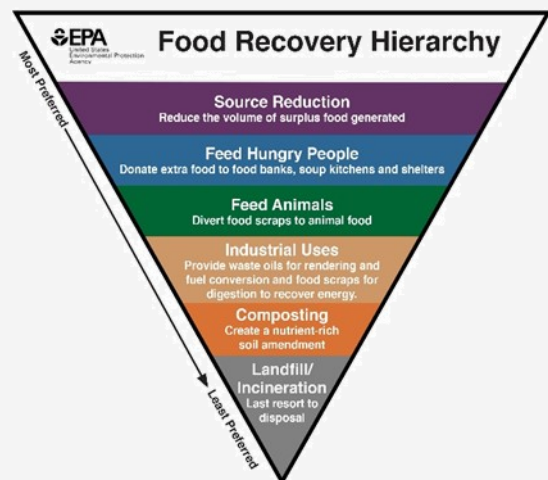 EPA
United States
Environmental Protection
Agency
Food Recovery Hierarchy
Most Preferred
Source Reduction
Reduce the volume of surplus food generated
Feed Hungry People
Donate extra food to food banks, soup kitchens and shelters
Feed Animals
Divert food scraps to animal food
Industrial Uses
Provide waste oils for rendering and
fuel conversion and food scraps for
digestion to recover energy.
Composting
Create a nutrient-rich
soil amendment
Landfill/
Incineration
Last resort to
disposal
Least Preferred